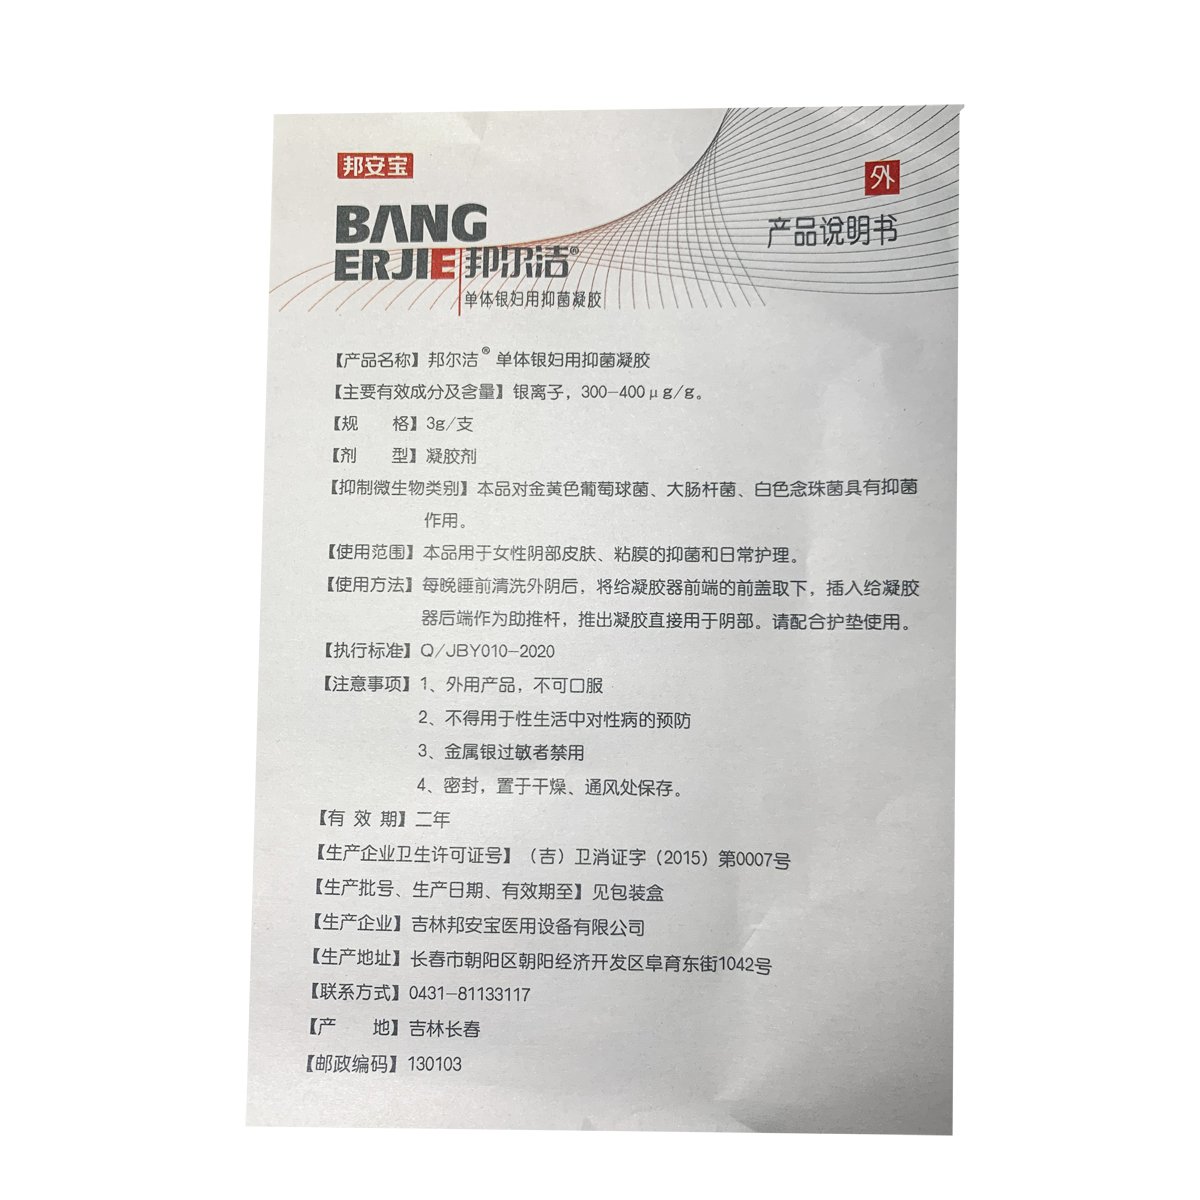 邦安宝
外
BANG
产品说明书
ERJIE 邦尔洁®
单体银妇用抑菌凝胶
【产品名称】邦尔洁®单体银妇用抑菌凝胶
【主要有效成分及含量】银离子，300-400μg/g。
【规 格】3g/支
【剂 型】凝胶剂
【抑制微生物类别】本品对金黄色葡萄球菌、大肠杆菌、白色念珠菌具有抑菌
作用。
【使用范围】本品用于女性阴部皮肤、粘膜的抑菌和日常护理。
【使用方法】每晚睡前清洗外阴后，将给凝胶器前端的前盖取下，插入给凝胶
器后端作为助推杆，推出凝胶直接用于阴部。请配合护垫使用。
【执行标准】Q/JBY010-2020
【注意事项】1、外用产品，不可口服
2、不得用于性生活中对性病的预防
3、金属银过敏者禁用
4、密封，置于干燥、通风处保存。
【有 效 期】二年
【生产企业卫生许可证号】（吉）卫消证字（2015）第0007号
【生产批号、生产日期、有效期至】见包装盒
【生产企业】吉林邦安宝医用设备有限公司
【生产地址】长春市朝阳区朝阳经济开发区阜育东街1042号
【联系方式】0431-81133117
【产 地】吉林长春
【邮政编码】130103